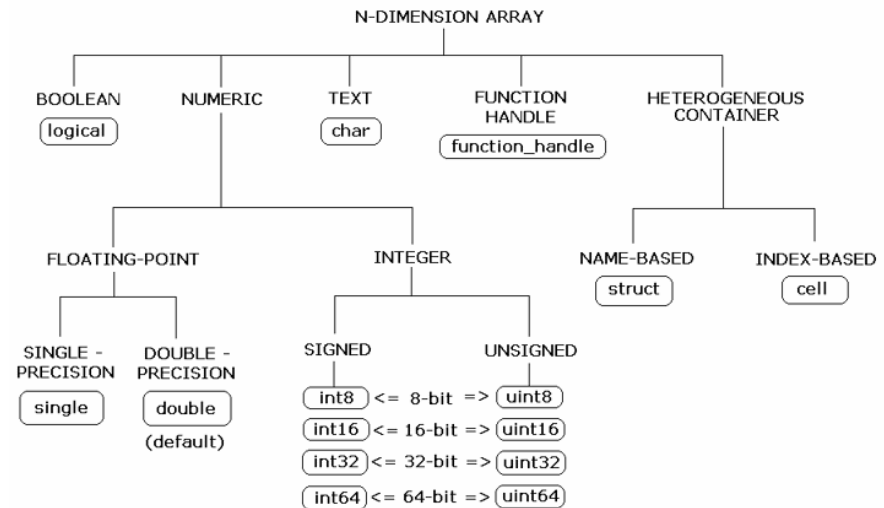 N-DIMENSION ARRAY
BOOLEAN NUMERIC TEXT FUNCTION HETEROGENEOUS
HANDLE CONTAINER
logical char function_handle
FLOATING-POINT INTEGER NAME-BASED INDEX-BASED
struct cell
SINGLE - DOUBLE - SIGNED UNSIGNED
PRECISION PRECISION
single double int8 <= 8-bit => uint8
(default) int16 <= 16-bit => uint16
int32 <= 32-bit => uint32
int64 <= 64-bit => uint64